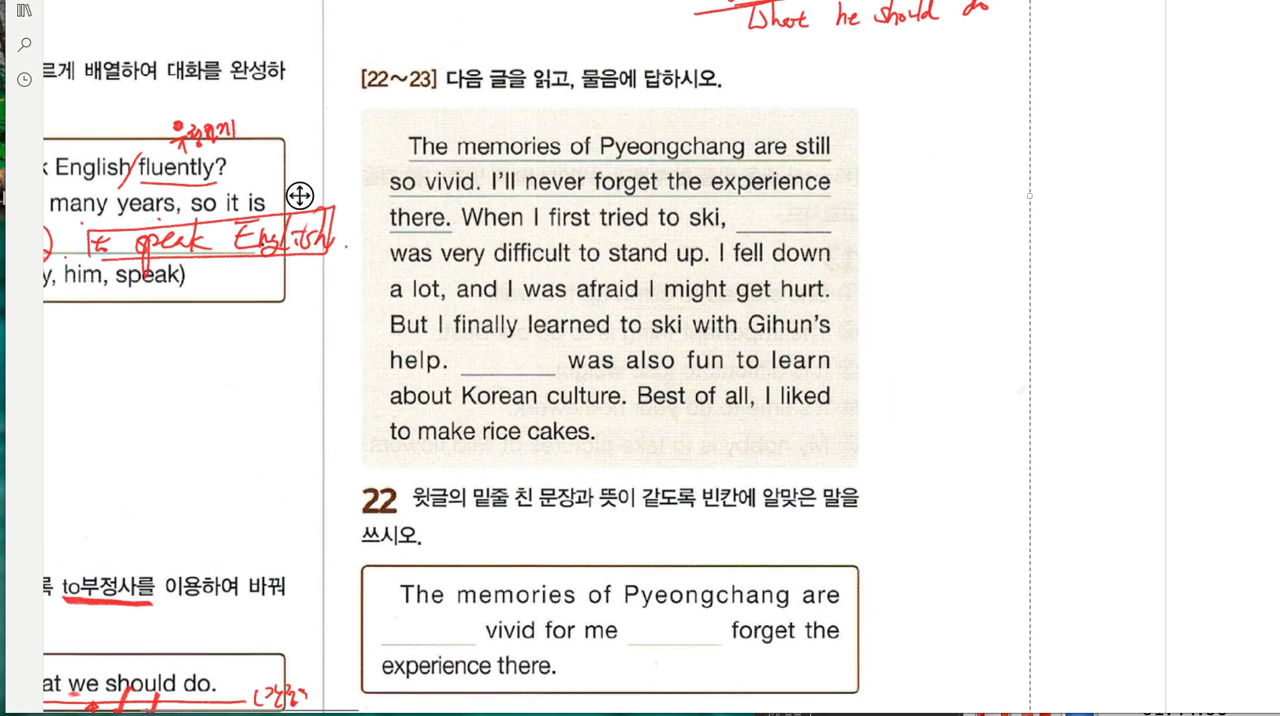 What he should do
르게 배열하여 대화를 완성하
유창하게
English/fluently?
many years, so it is
to speak English.
y, him, speak)
to부정사를 이용하여 바꿔
at we should do.
[22~23] 다음 글을 읽고, 물음에 답하시오.
The memories of Pyeongchang are still
so vivid. I'll never forget the experience
there. When I first tried to ski, ________
was very difficult to stand up. I fell down
a lot, and I was afraid I might get hurt.
But I finally learned to ski with Gihun's
help. ________ was also fun to learn
about Korean culture. Best of all, I liked
to make rice cakes.
22 윗글의 밑줄 친 문장과 뜻이 같도록 빈칸에 알맞은 말을
쓰시오.
The memories of Pyeongchang are
________ vivid for me ________ forget the
experience there.